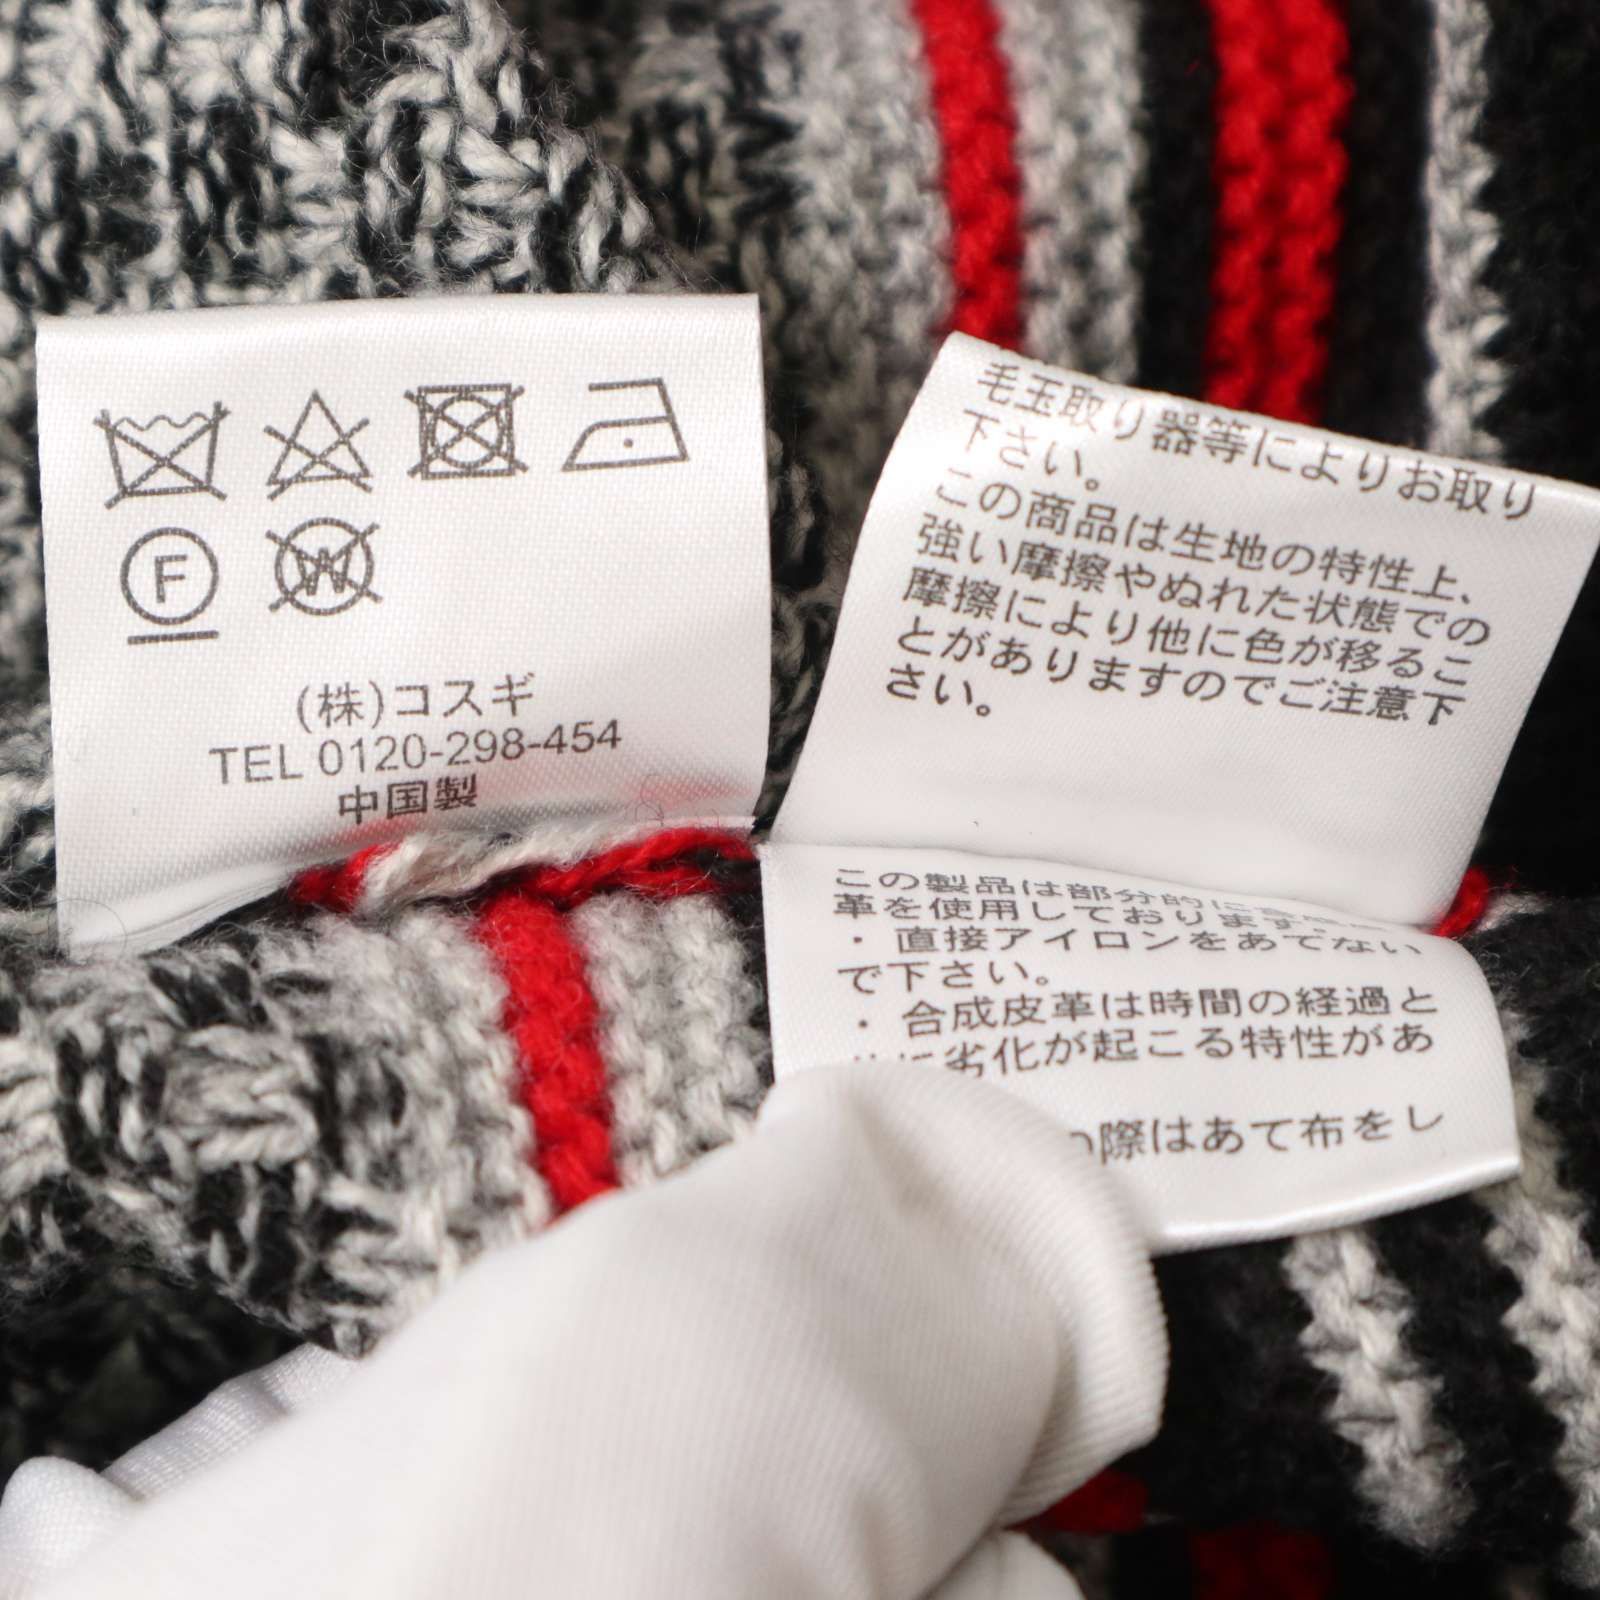 F
W
(株)コスギ
TEL 0120-298-454
中国製
毛玉取り器等によりお取り
下さい。
この商品は生地の特性上、
強い摩擦やぬれた状態での
摩擦により他に色が移るこ
とがありますのでご注意下
さい。
この製品は部分的に
革を使用しております。
・直接アイロンをあてない
で下さい。
・合成皮革は時間の経過と
劣化が起こる特性があ
の際はあて布をし